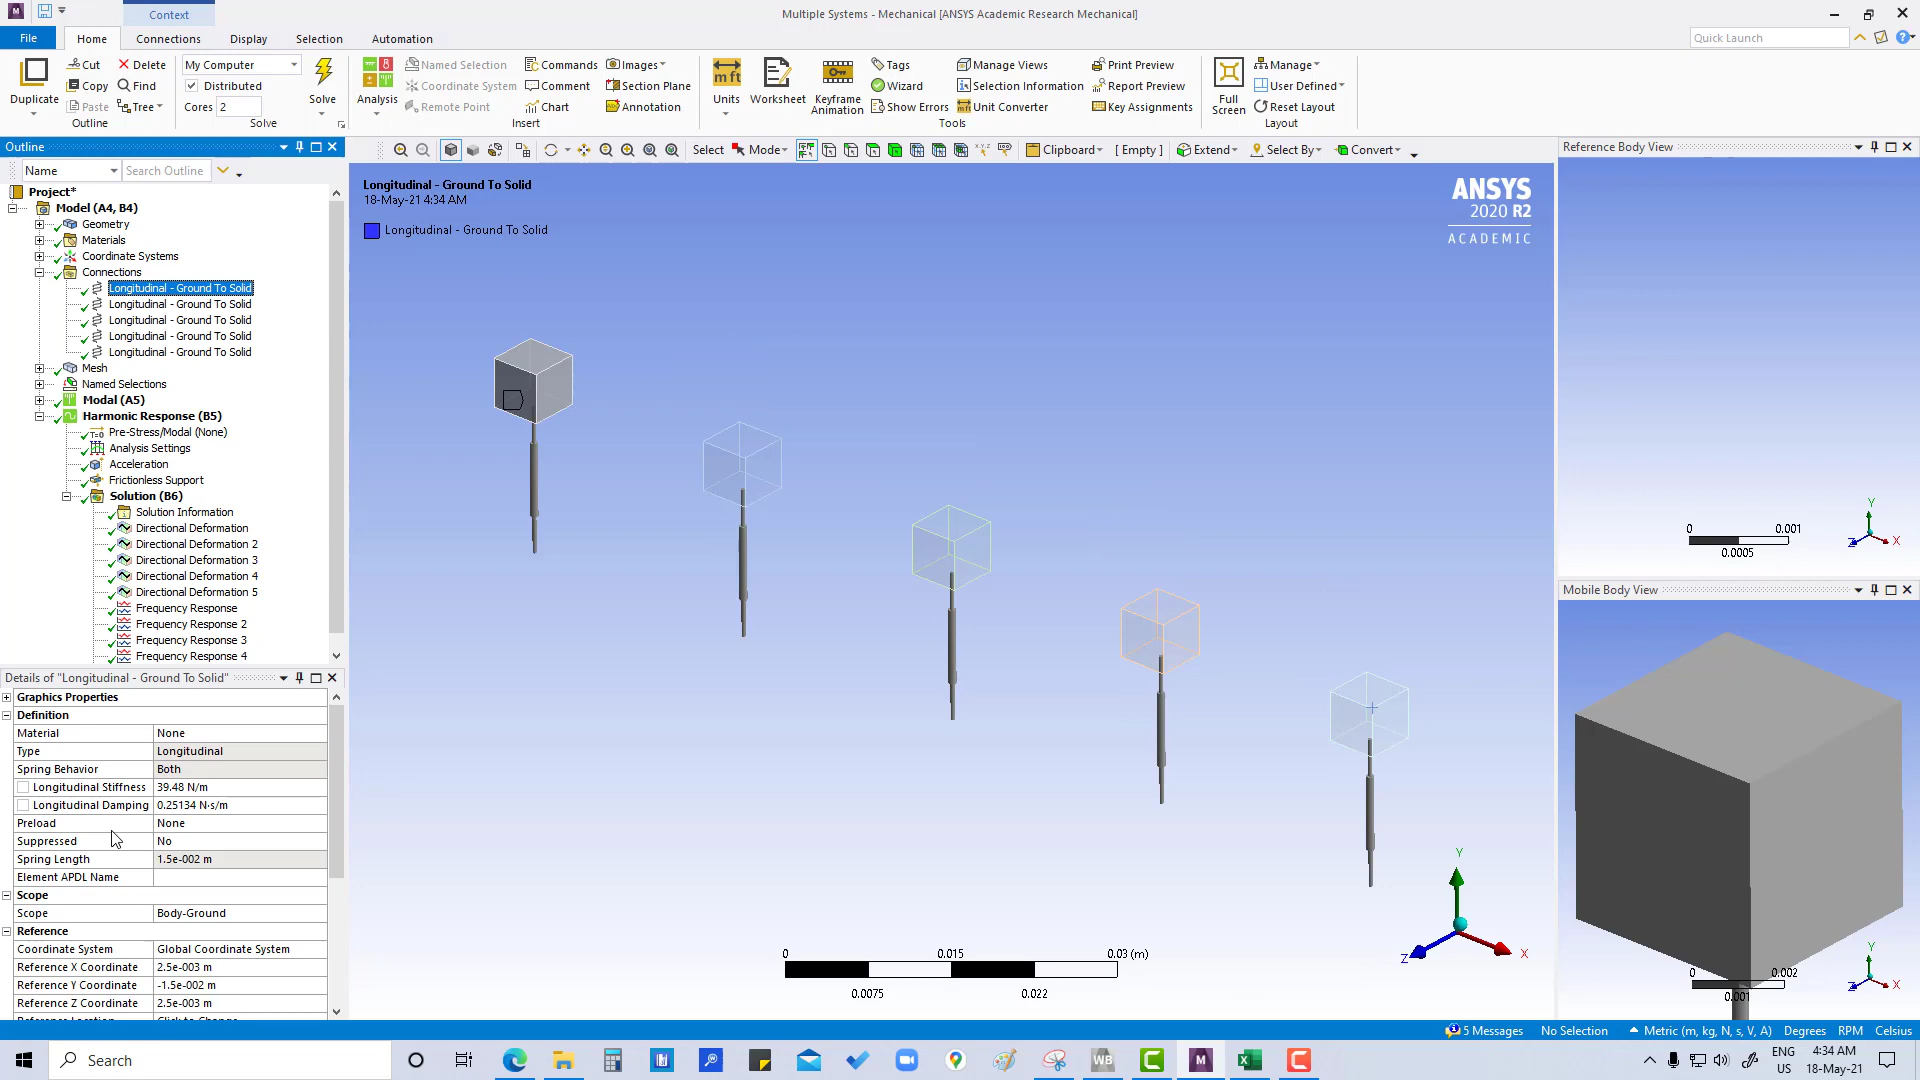 Context
Multiple Systems - Mechanical [ANSYS Academic Research Mechanical]
File
Home
Connections
Display
Selection
Automation
Quick Launch
Duplicate
Cut
Delete
Copy
Find
Paste
Tree
Outline
My Computer
Distributed
Cores 2
Solve
Solve
Analysis
Named Selection
Coordinate System
Remote Point
Commands
Comment
Chart
Images
Section Plane
Annotation
Insert
Units
Worksheet
Keyframe
Animation
Tags
Wizard
Show Errors
Manage Views
Selection Information
Unit Converter
Print Preview
Report Preview
Key Assignments
Tools
Full
Screen
Manage
User Defined
Reset Layout
Layout
Outline
Name
Search Outline
Project*
Model (A4, B4)
Geometry
Materials
Coordinate Systems
Connections
Longitudinal - Ground To Solid
Longitudinal - Ground To Solid
Longitudinal - Ground To Solid
Longitudinal - Ground To Solid
Longitudinal - Ground To Solid
Mesh
Named Selections
Modal (A5)
Harmonic Response (B5)
Pre-Stress/Modal (None)
Analysis Settings
Acceleration
Frictionless Support
Solution (B6)
Solution Information
Directional Deformation
Directional Deformation 2
Directional Deformation 3
Directional Deformation 4
Directional Deformation 5
Frequency Response
Frequency Response 2
Frequency Response 3
Frequency Response 4
Details of "Longitudinal - Ground To Solid"
Graphics Properties
Definition
Material None
Type Longitudinal
Spring Behavior Both
Longitudinal Stiffness 39.48 N/m
Longitudinal Damping 0.25134 N·s/m
Preload None
Suppressed No
Spring Length 1.5e-002 m
Element APDL Name
Scope
Scope Body-Ground
Reference
Coordinate System Global Coordinate System
Reference X Coordinate 2.5e-003 m
Reference Y Coordinate -1.5e-002 m
Reference Z Coordinate 2.5e-003 m
Select
Mode
Clipboard
[ Empty ]
Extend
Select By
Convert
Longitudinal - Ground To Solid
18-May-21 4:34 AM
Longitudinal - Ground To Solid
ANSYS
2020 R2
ACADEMIC
0
0.015
0.03 (m)
0.0075
0.022
Y
Z
X
Reference Body View
0
0.001
0.0005
Y
Z
X
Mobile Body View
0
0.002
0.001
Y
Z
X
5 Messages
No Selection
Metric (m, kg, N, s, V, A)
Degrees
RPM
Celsius
Search
WB
M
ENG
US
4:34 AM
18-May-21